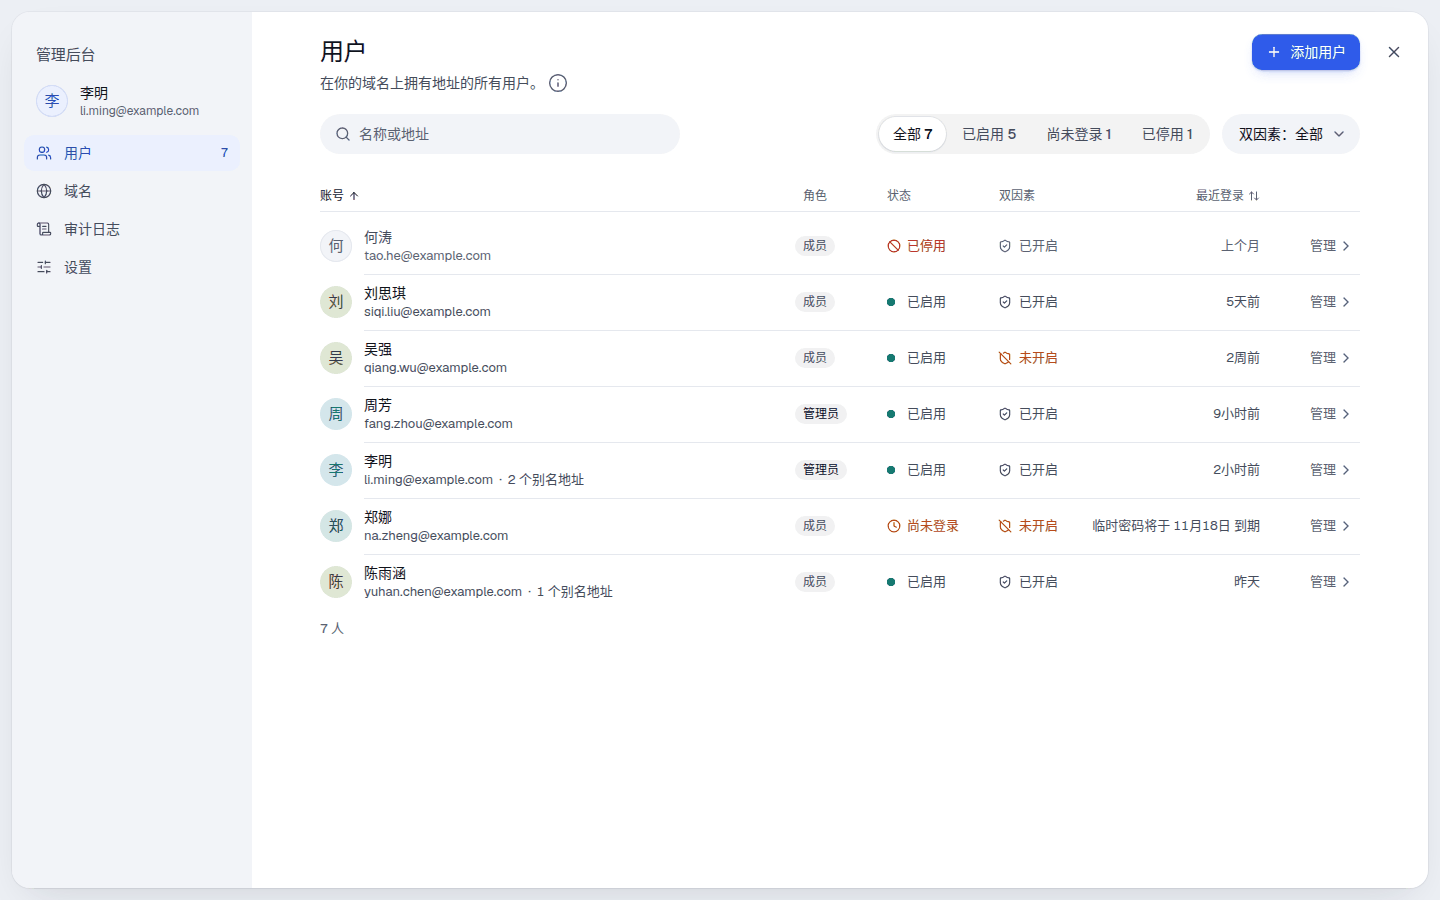 管理后台
李
李明
li.ming@example.com
用户 7
域名
审计日志
设置
用户
在你的域名上拥有地址的所有用户。
添加用户
名称或地址
全部 7
已启用 5
尚未登录 1
已停用 1
双因素：全部
账号 角色 状态 双因素 最近登录
何 何涛 成员 已停用 已开启 上个月 管理
tao.he@example.com
刘 刘思琪 成员 已启用 已开启 5天前 管理
siqi.liu@example.com
吴 吴强 成员 已启用 未开启 2周前 管理
qiang.wu@example.com
周 周芳 管理员 已启用 已开启 9小时前 管理
fang.zhou@example.com
李 李明 管理员 已启用 已开启 2小时前 管理
li.ming@example.com · 2 个别名地址
郑 郑娜 成员 尚未登录 未开启 临时密码将于 11月18日 到期 管理
na.zheng@example.com
陈 陈雨涵 成员 已启用 已开启 昨天 管理
yuhan.chen@example.com · 1 个别名地址
7 人